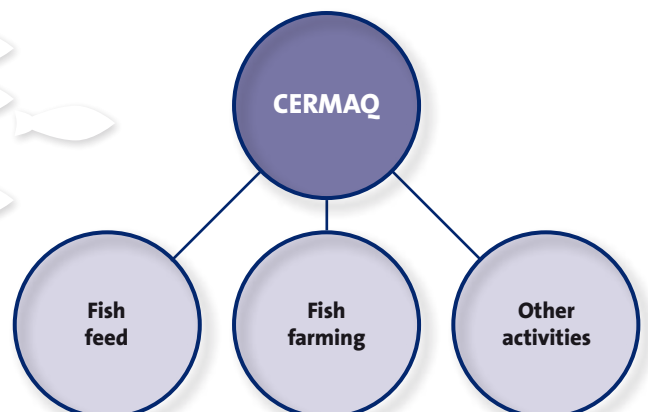 CERMAQ
Fish
feed
Fish
farming
Other
activities